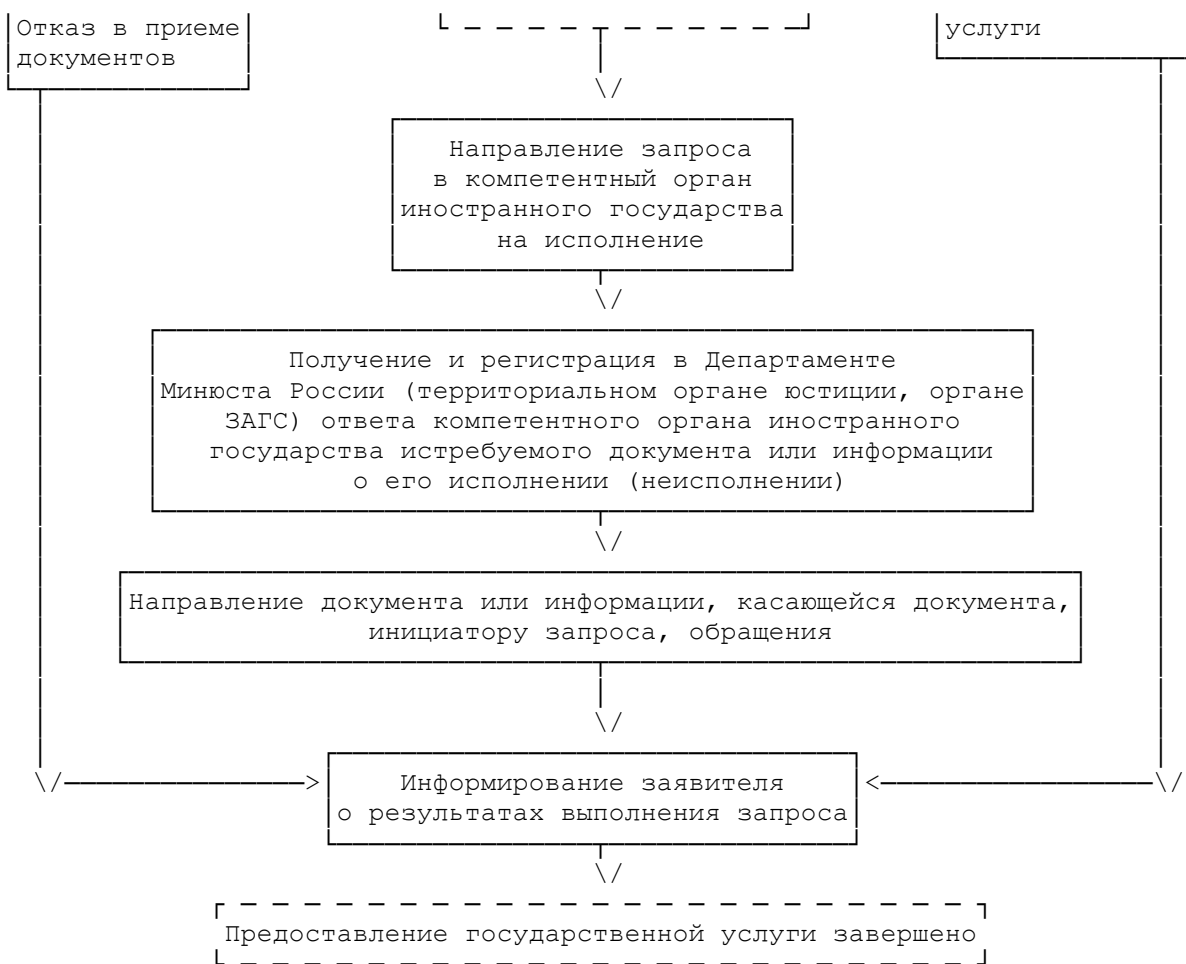 Отказ в приеме
документов
услуги
Направление запроса
в компетентный орган
иностранного государства
на исполнение
Получение и регистрация в Департаменте
Минюста России (территориальном органе юстиции, органе
ЗАГС) ответа компетентного органа иностранного
государства истребуемого документа или информации
о его исполнении (неисполнении)
Направление документа или информации, касающейся документа,
инициатору запроса, обращения
Информирование заявителя
о результатах выполнения запроса
Предоставление государственной услуги завершено